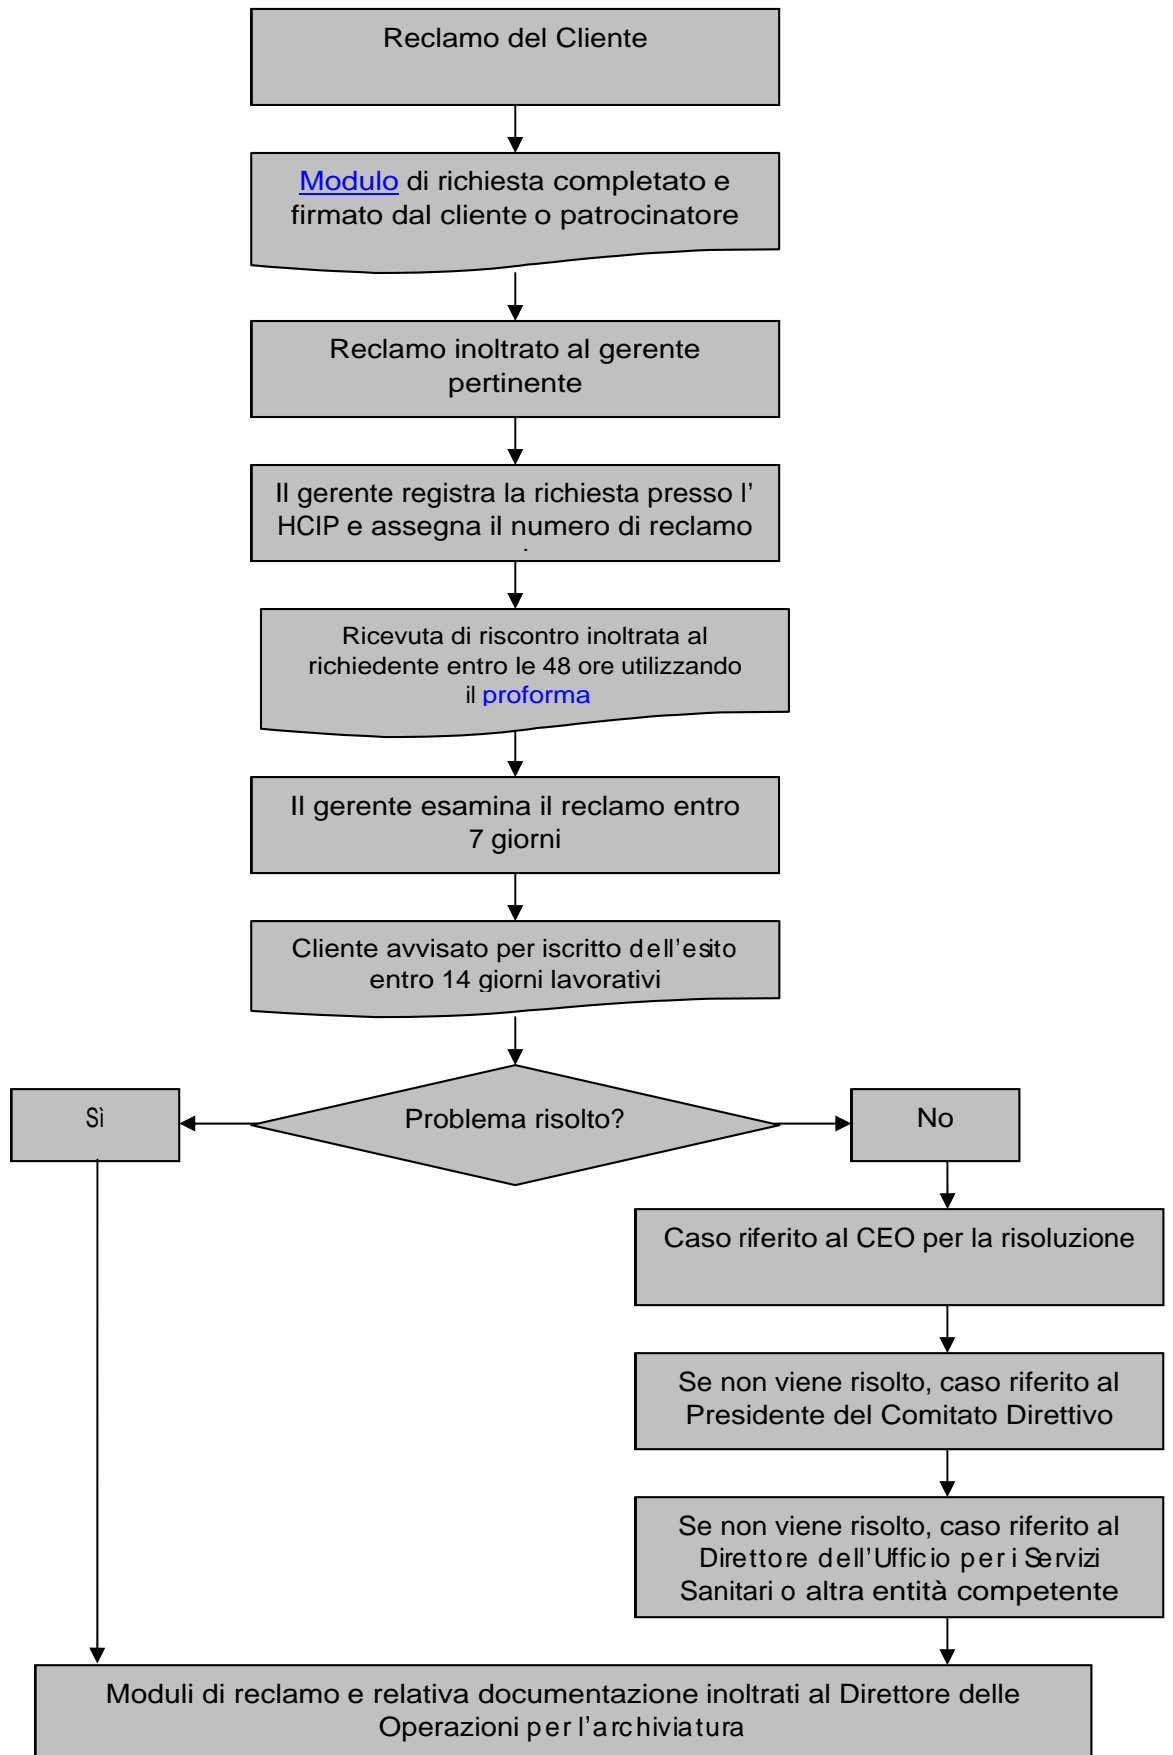 Reclamo del Cliente
Modulo di richiesta completato e
firmato dal cliente o patrocinatore
Reclamo inoltrato al gerente
pertinente
Il gerente registra la richiesta presso l’
HCIP e assegna il numero di reclamo
Ricevuta di riscontro inoltrata al
richiedente entro le 48 ore utilizzando
il proforma
Il gerente esamina il reclamo entro
7 giorni
Cliente avvisato per iscritto dell’esito
entro 14 giorni lavorativi
Problema risolto?
Sì
No
Caso riferito al CEO per la risoluzione
Se non viene risolto, caso riferito al
Presidente del Comitato Direttivo
Se non viene risolto, caso riferito al
Direttore dell’Ufficio per i Servizi
Sanitari o altra entità competente
Moduli di reclamo e relativa documentazione inoltrati al Direttore delle
Operazioni per l’archiviatura